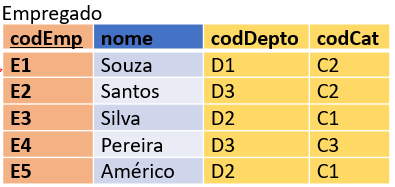 Empregado
codEmp nome codDepto codCat
E1 Souza D1 C2
E2 Santos D3 C2
E3 Silva D2 C1
E4 Pereira D3 C3
E5 Américo D2 C1